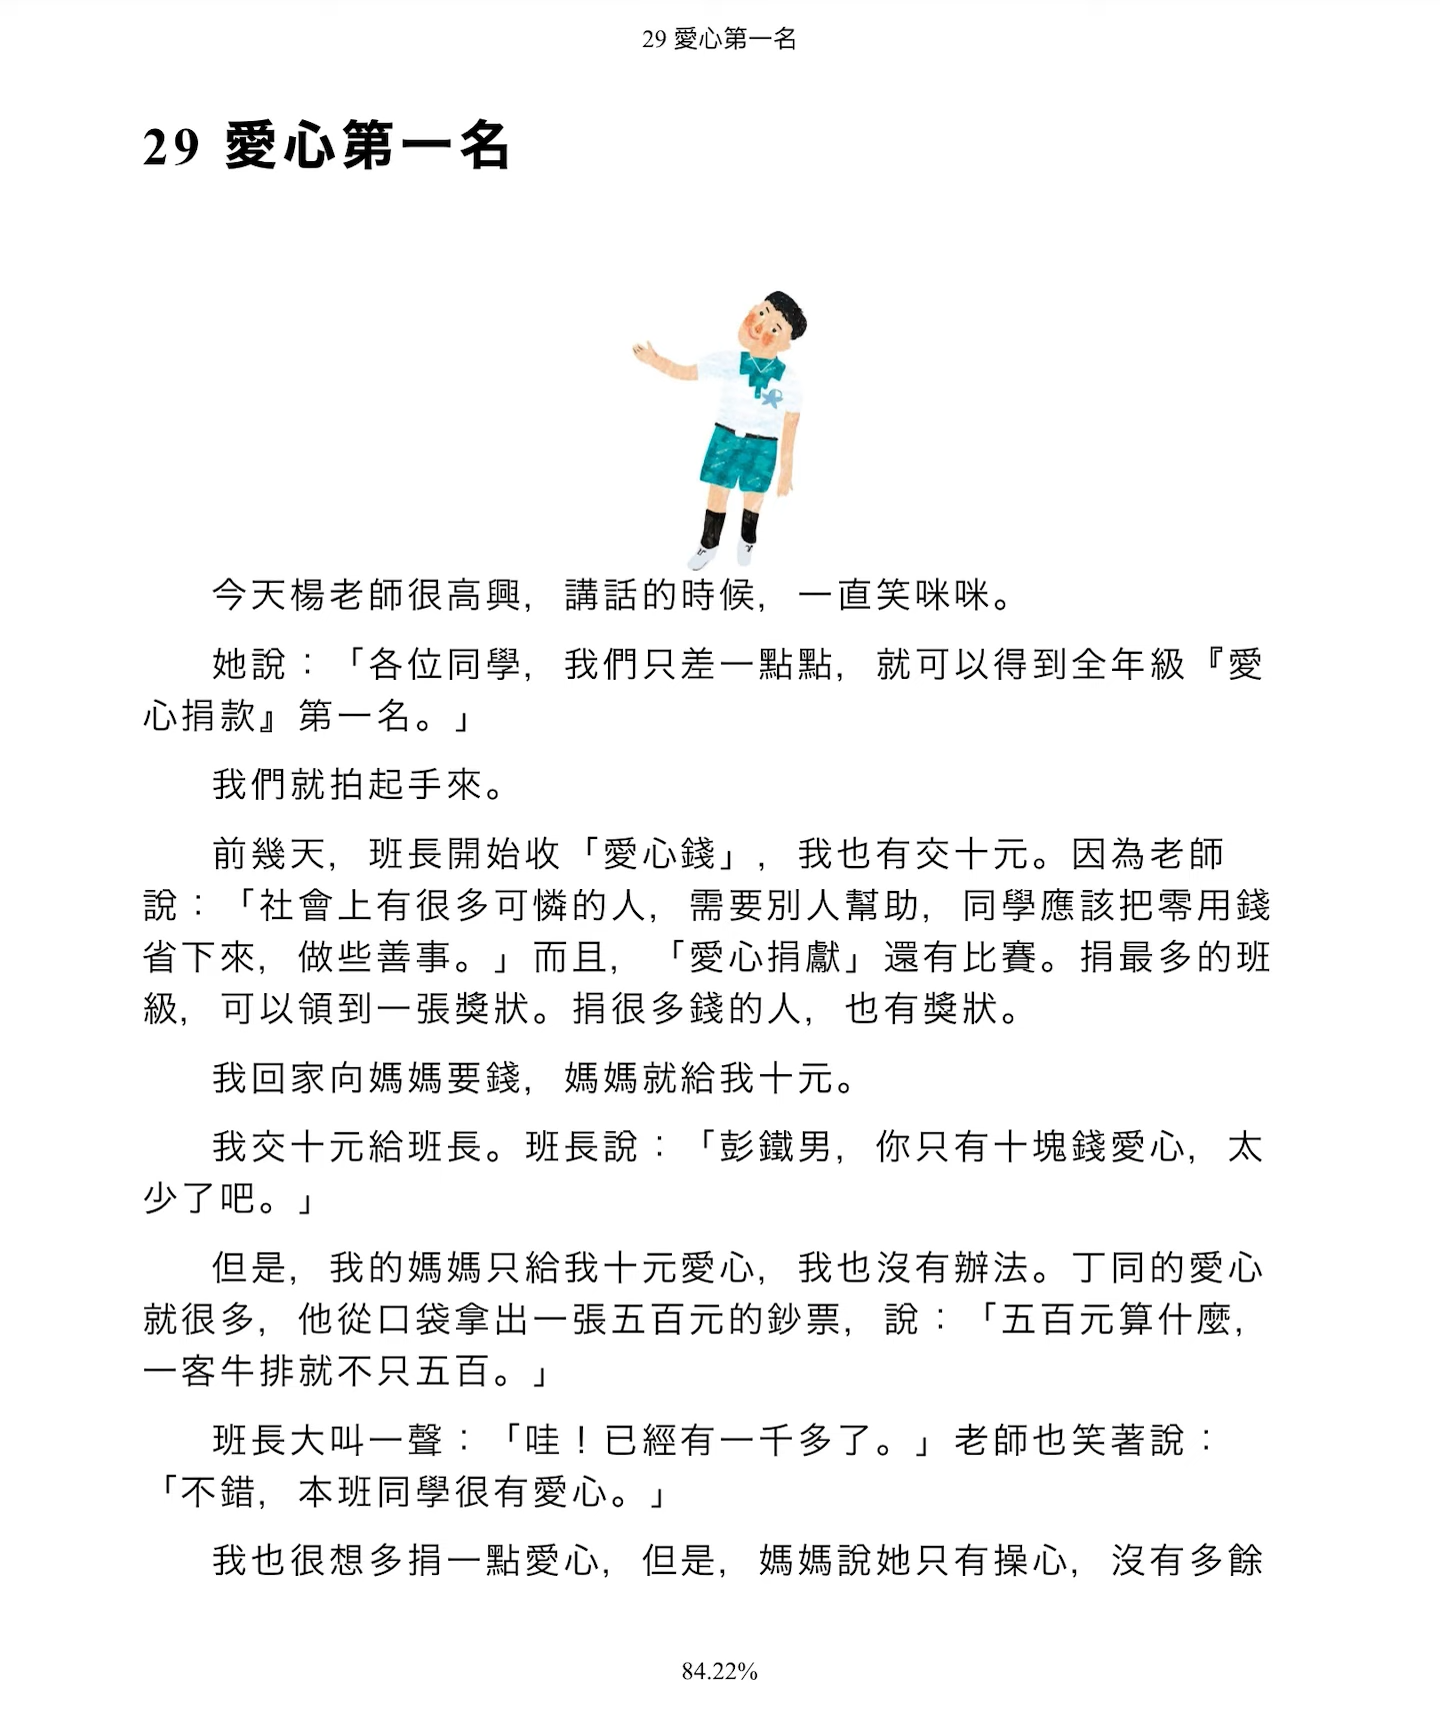 29 愛心第一名
29 愛心第一名
今天楊老師很高興，講話的時候，一直笑咪咪。
她說：「各位同學，我們只差一點點，就可以得到全年級『愛
心捐款』第一名。」
我們就拍起手來。
前幾天，班長開始收「愛心錢」，我也有交十元。因為老師
說：「社會上有很多可憐的人，需要別人幫助，同學應該把零用錢
省下來，做些善事。」而且，「愛心捐獻」還有比賽。捐最多的班
級，可以領到一張獎狀。捐很多錢的人，也有獎狀。
我回家向媽媽要錢，媽媽就給我十元。
我交十元給班長。班長說：「彭鐵男，你只有十塊錢愛心，太
少了吧。」
但是，我的媽媽只給我十元愛心，我也沒有辦法。丁同的愛心
就很多，他從口袋拿出一張五百元的鈔票，說：「五百元算什麼，
一客牛排就不只五百。」
班長大叫一聲：「哇！已經有一千多了。」老師也笑著說：
「不錯，本班同學很有愛心。」
我也很想多捐一點愛心，但是，媽媽說她只有操心，沒有多餘
84.22%